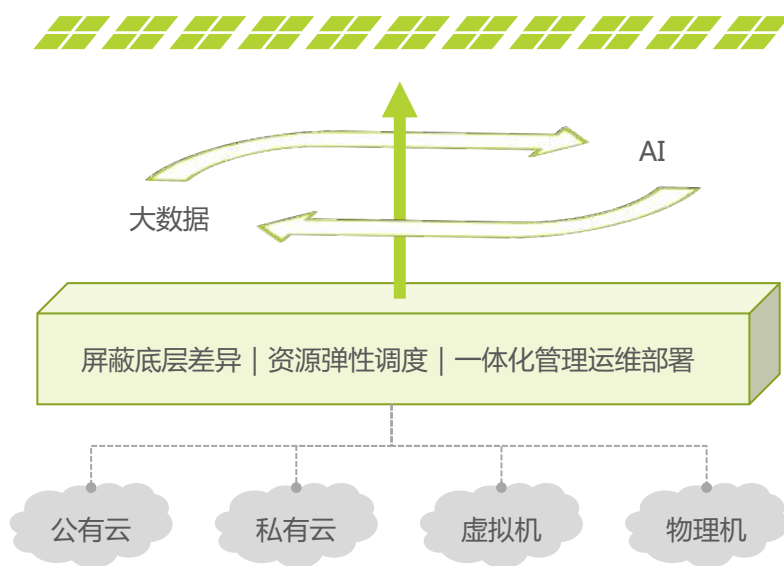 AI
大数据
屏蔽底层差异 | 资源弹性调度 | 一体化管理运维部署
公有云
私有云
虚拟机
物理机